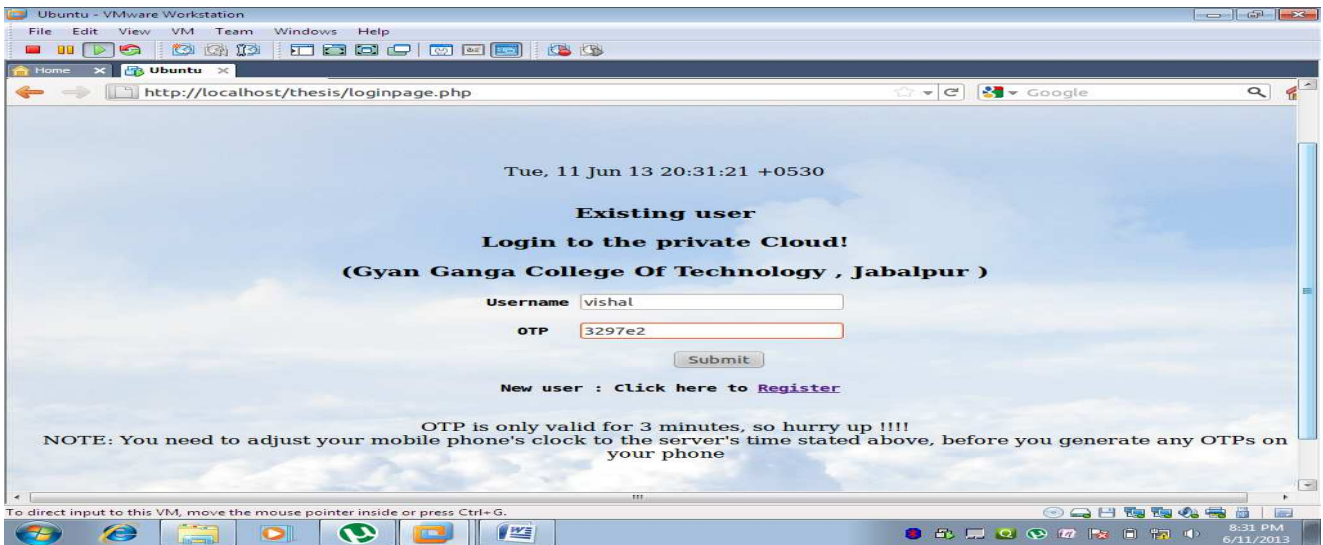 Ubuntu - VMware Workstation
File Edit View VM Team Windows Help
Home Ubuntu
http://localhost/thesis/loginpage.php Google
Tue, 11 Jun 13 20:31:21 +0530
Existing user
Login to the private Cloud!
(Gyan Ganga College Of Technology , Jabalpur )
Username vishal
OTP 3297e2
Submit
New user : Click here to Register
OTP is only valid for 3 minutes, so hurry up !!!!
NOTE: You need to adjust your mobile phone's clock to the server's time stated above, before you generate any OTPs on
your phone
To direct input to this VM, move the mouse pointer inside or press Ctrl+G.
8:31 PM
6/11/2013